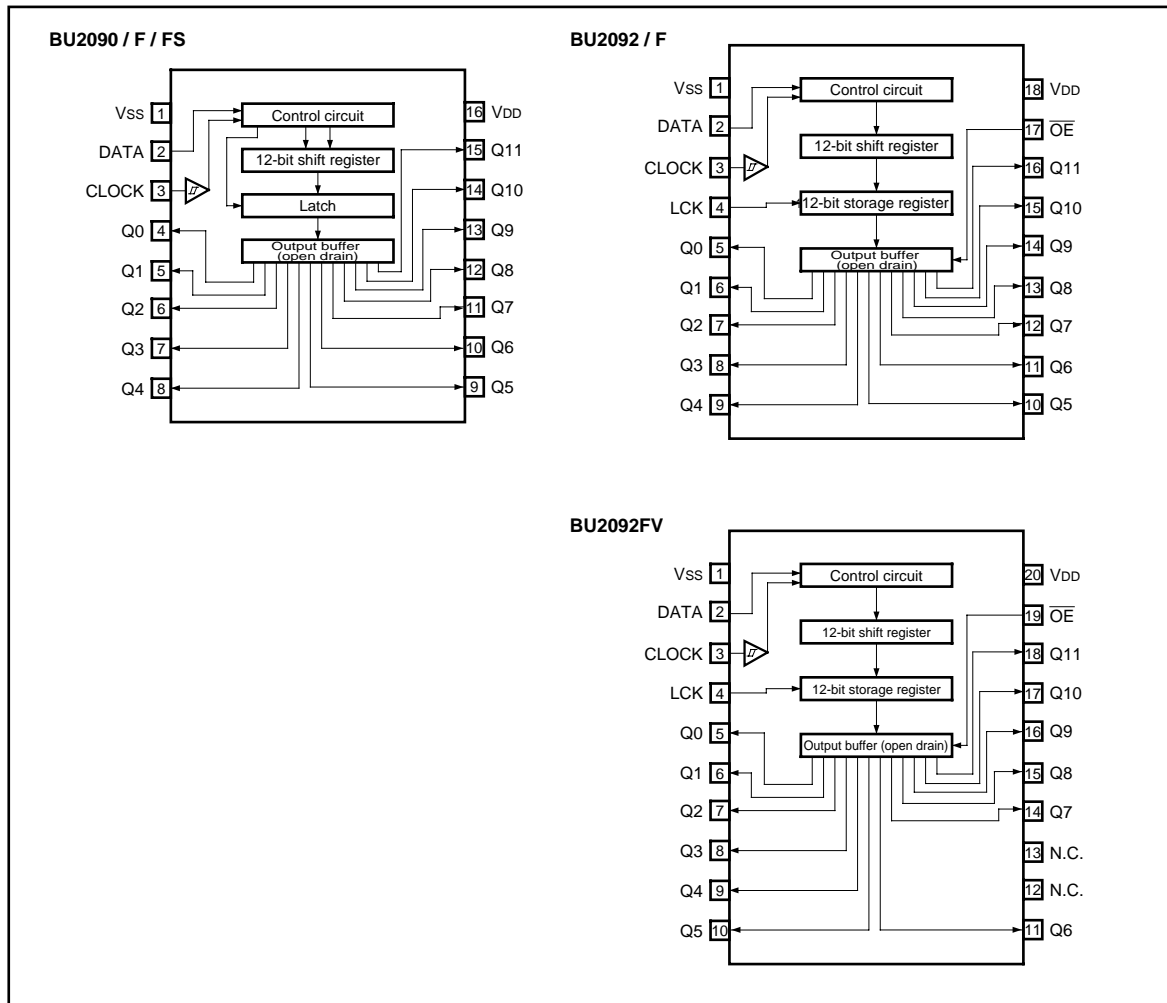 BU2090 / F / FS
VSS 1
DATA 2
CLOCK 3
Q0 4
Q1 5
Q2 6
Q3 7
Q4 8
Control circuit
12-bit shift register
Latch
Output buffer
(open drain)
16 VDD
15 Q11
14 Q10
13 Q9
12 Q8
11 Q7
10 Q6
9 Q5
BU2092 / F
VSS 1
DATA 2
CLOCK 3
LCK 4
Q0 5
Q1 6
Q2 7
Q3 8
Q4 9
Control circuit
12-bit shift register
12-bit storage register
Output buffer
(open drain)
18 VDD
17 O̅E̅
16 Q11
15 Q10
14 Q9
13 Q8
12 Q7
11 Q6
10 Q5
BU2092FV
VSS 1
DATA 2
CLOCK 3
LCK 4
Q0 5
Q1 6
Q2 7
Q3 8
Q4 9
Q5 10
Control circuit
12-bit shift register
12-bit storage register
Output buffer (open drain)
20 VDD
19 O̅E̅
18 Q11
17 Q10
16 Q9
15 Q8
14 Q7
13 N.C.
12 N.C.
11 Q6